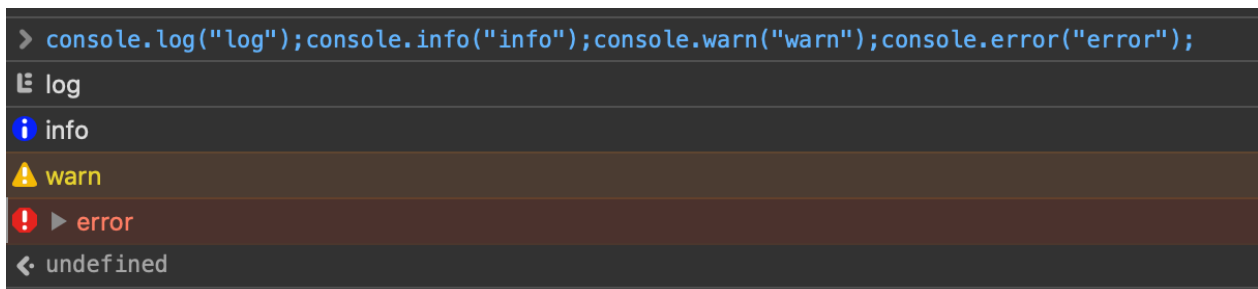 console.log("log");console.info("info");console.warn("warn");console.error("error");
log
info
warn
error
undefined